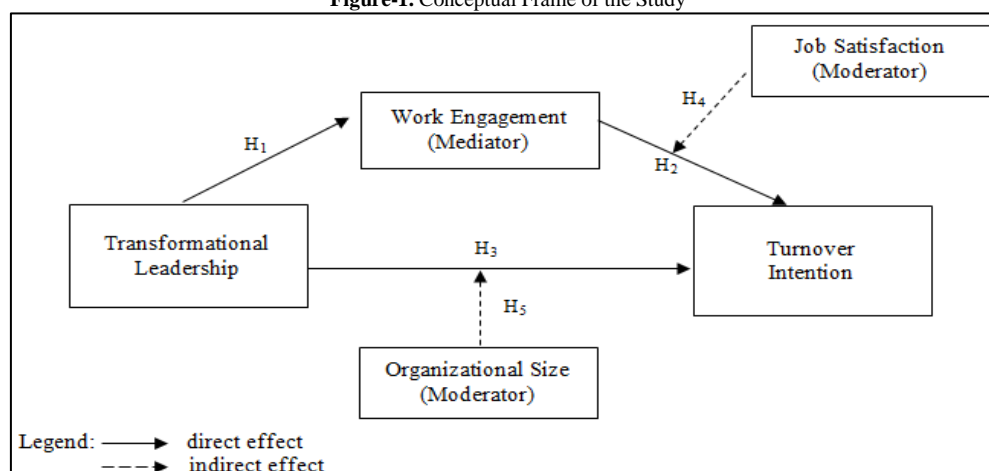 Figure-1. Conceptual Frame of the Study
Job Satisfaction
(Moderator)
H4
Work Engagement
(Mediator)
H1
H2
Transformational
Leadership
H3
Turnover
Intention
H5
Organizational Size
(Moderator)
Legend:
direct effect
indirect effect